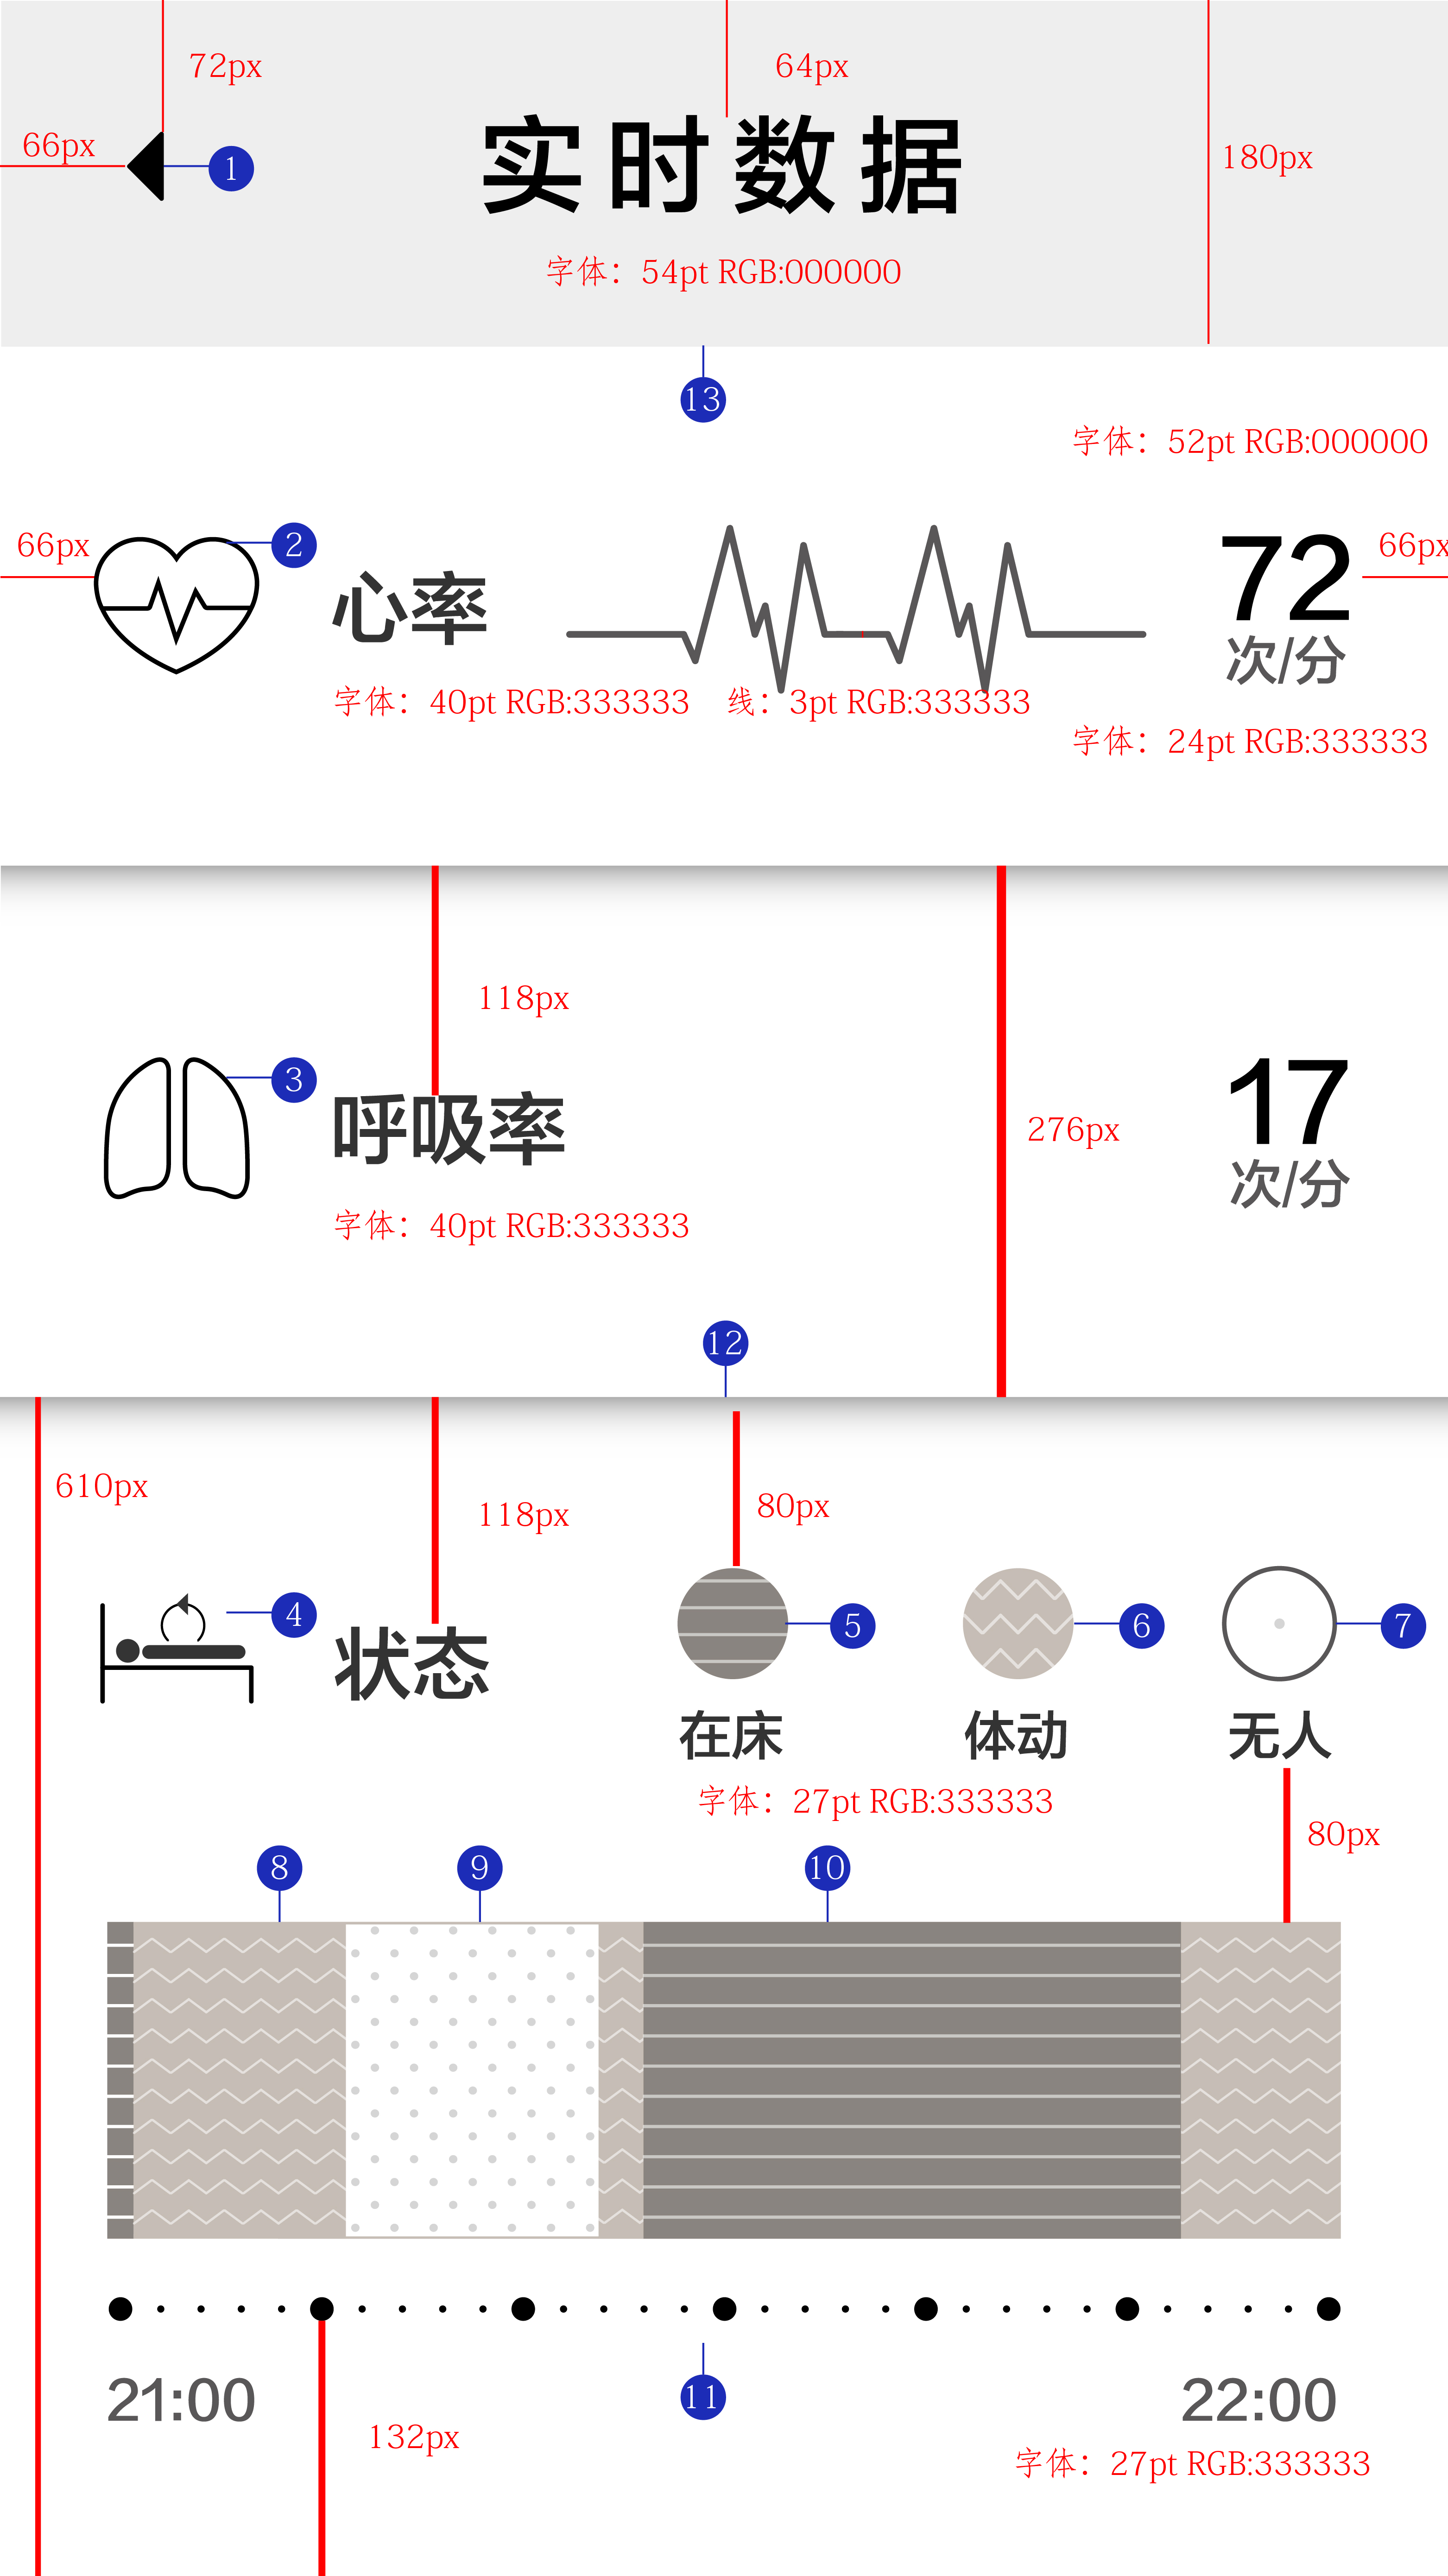 72px
64px
66px
1
实时数据
180px
字体：54pt RGB:000000
13
字体：52pt RGB:000000
66px
2
心率
72
66px
次/分
字体：40pt RGB:333333
线：3pt RGB:333333
字体：24pt RGB:333333
118px
3
呼吸率
276px
17
次/分
字体：40pt RGB:333333
12
610px
118px
80px
4
状态
5
6
7
在床
体动
无人
字体：27pt RGB:333333
80px
8
9
10
21:00
11
22:00
132px
字体：27pt RGB:333333